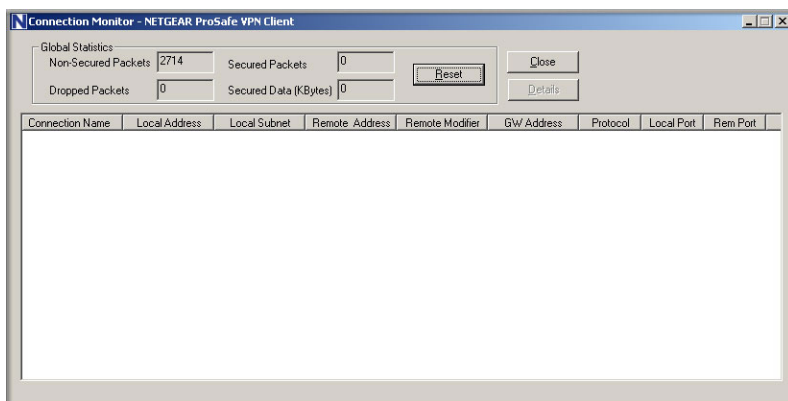 Connection Monitor - NETGEAR ProSafe VPN Client
Global Statistics
Non-Secured Packets 2714 Secured Packets 0 Reset Close
Dropped Packets 0 Secured Data (KBytes) 0 Details
Connection Name Local Address Local Subnet Remote Address Remote Modifier GW Address Protocol Local Port Rem Port